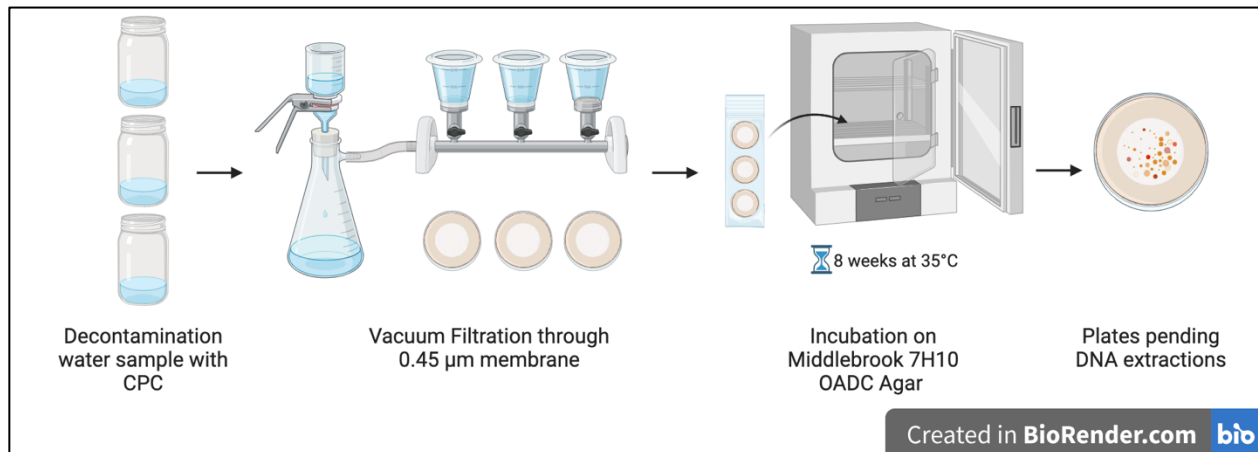 8 weeks at 35°C
Decontamination
water sample with
CPC
Vacuum Filtration through
0.45 μm membrane
Incubation on
Middlebrook 7H10
OADC Agar
Plates pending
DNA extractions
Created in BioRender.com bio